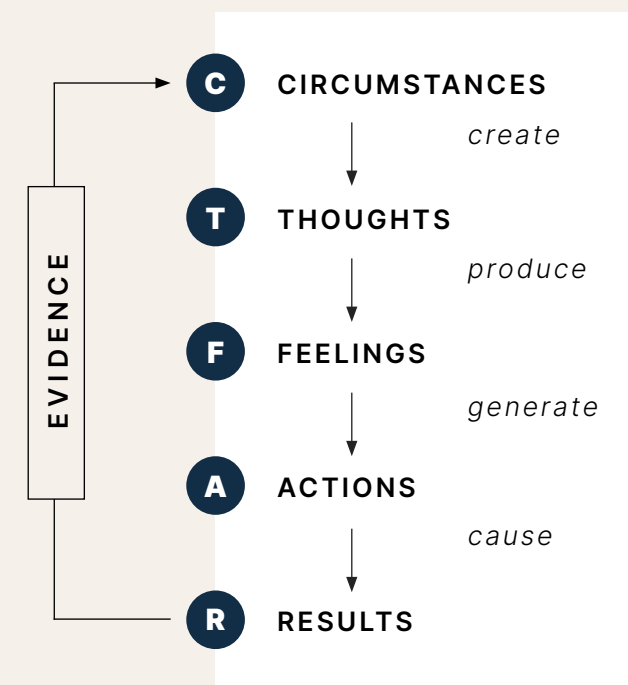 C CIRCUMSTANCES
create
T THOUGHTS
produce
F FEELINGS
generate
A ACTIONS
cause
R RESULTS
EVIDENCE